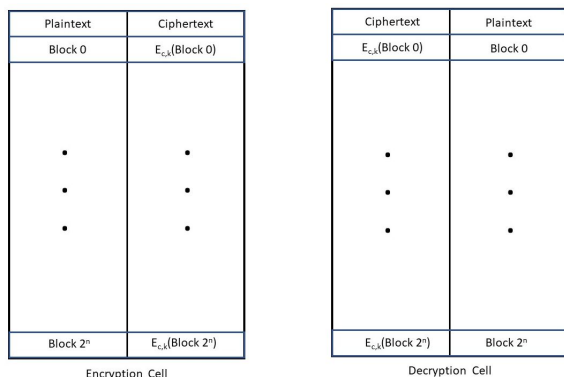 Plaintext Ciphertext
Block 0 E_{c,k}(Block 0)
Block 2ⁿ E_{c,k}(Block 2ⁿ)
Encryption Cell
Ciphertext Plaintext
E_{c,k}(Block 0) Block 0
E_{c,k}(Block 2ⁿ) Block 2ⁿ
Decryption Cell